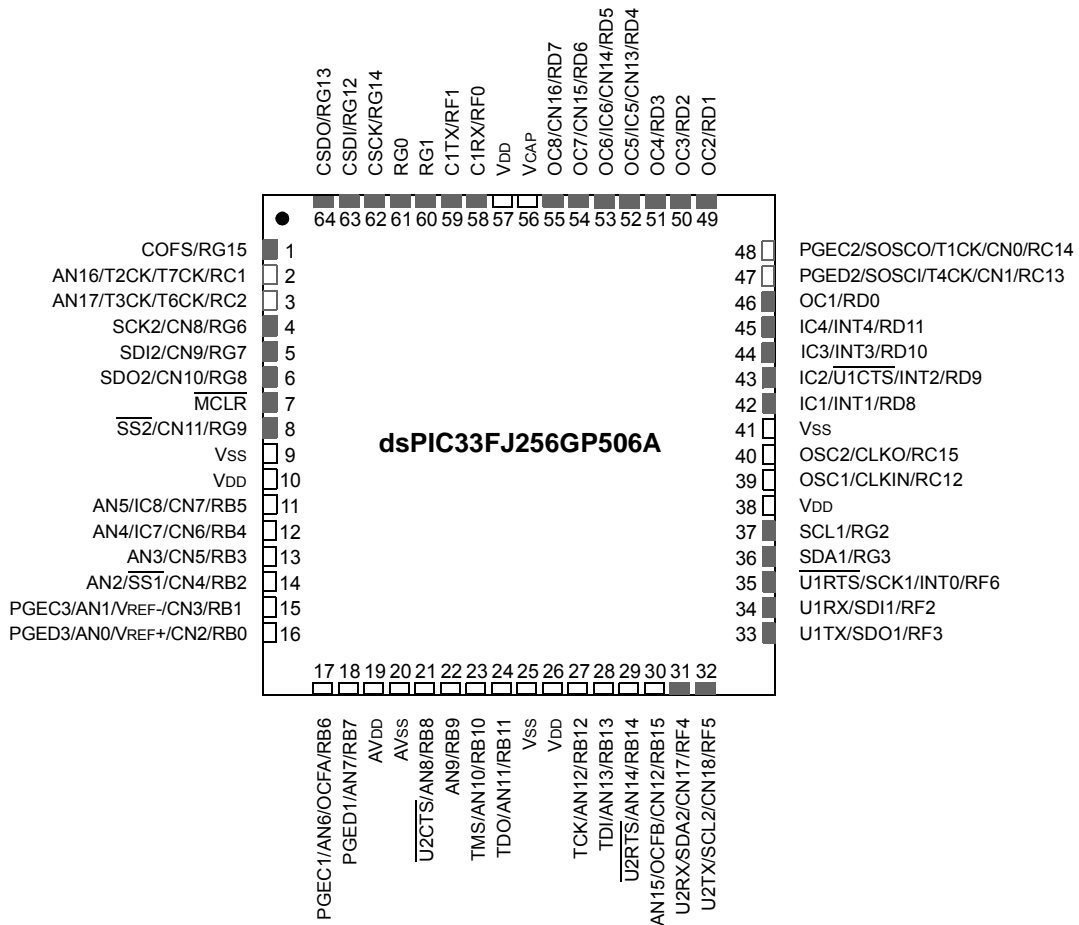 CSDO/RG13
CSDI/RG12
CSCK/RG14
RG0
RG1
C1TX/RF1
C1RX/RF0
VDD
VCAP
OC8/CN16/RD7
OC7/CN15/RD6
OC6/IC6/CN14/RD5
OC5/IC5/CN13/RD4
OC4/RD3
OC3/RD2
OC2/RD1
64 63 62 61 60 59 58 57 56 55 54 53 52 51 50 49
COFS/RG15 1
AN16/T2CK/T7CK/RC1 2
AN17/T3CK/T6CK/RC2 3
SCK2/CN8/RG6 4
SDI2/CN9/RG7 5
SDO2/CN10/RG8 6
MCLR 7
SS2/CN11/RG9 8
VSS 9
VDD 10
AN5/IC8/CN7/RB5 11
AN4/IC7/CN6/RB4 12
AN3/CN5/RB3 13
AN2/SS1/CN4/RB2 14
PGEC3/AN1/VREF-/CN3/RB1 15
PGED3/AN0/VREF+/CN2/RB0 16
dsPIC33FJ256GP506A
48 PGEC2/SOSCO/T1CK/CN0/RC14
47 PGED2/SOSCI/T4CK/CN1/RC13
46 OC1/RD0
45 IC4/INT4/RD11
44 IC3/INT3/RD10
43 IC2/U1CTS/INT2/RD9
42 IC1/INT1/RD8
41 VSS
40 OSC2/CLKO/RC15
39 OSC1/CLKIN/RC12
38 VDD
37 SCL1/RG2
36 SDA1/RG3
35 U1RTS/SCK1/INT0/RF6
34 U1RX/SDI1/RF2
33 U1TX/SDO1/RF3
17 18 19 20 21 22 23 24 25 26 27 28 29 30 31 32
PGEC1/AN6/OCFA/RB6
PGED1/AN7/RB7
AVDD
AVSS
U2CTS/AN8/RB8
AN9/RB9
TMS/AN10/RB10
TDO/AN11/RB11
VSS
VDD
TCK/AN12/RB12
TDI/AN13/RB13
U2RTS/AN14/RB14
AN15/OCFB/CN12/RB15
U2RX/SDA2/CN17/RF4
U2TX/SCL2/CN18/RF5